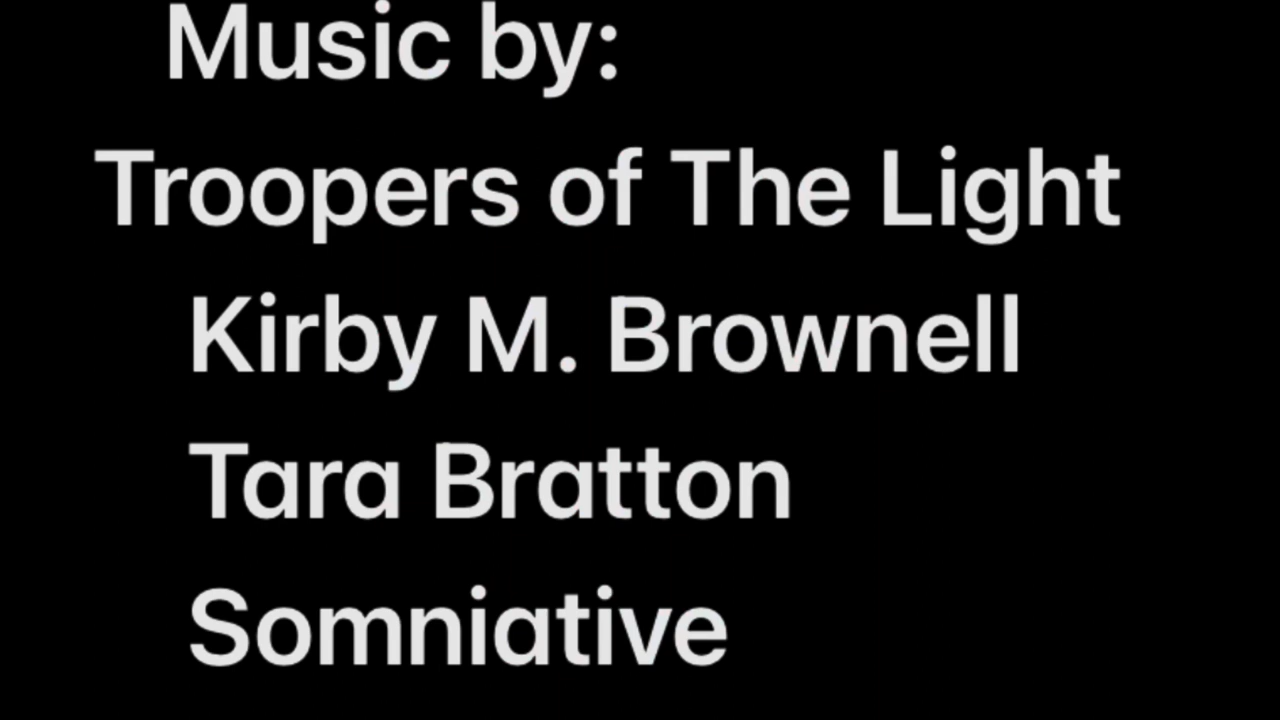 Music by:
Troopers of The Light
Kirby M. Brownell
Tara Bratton
Somniative